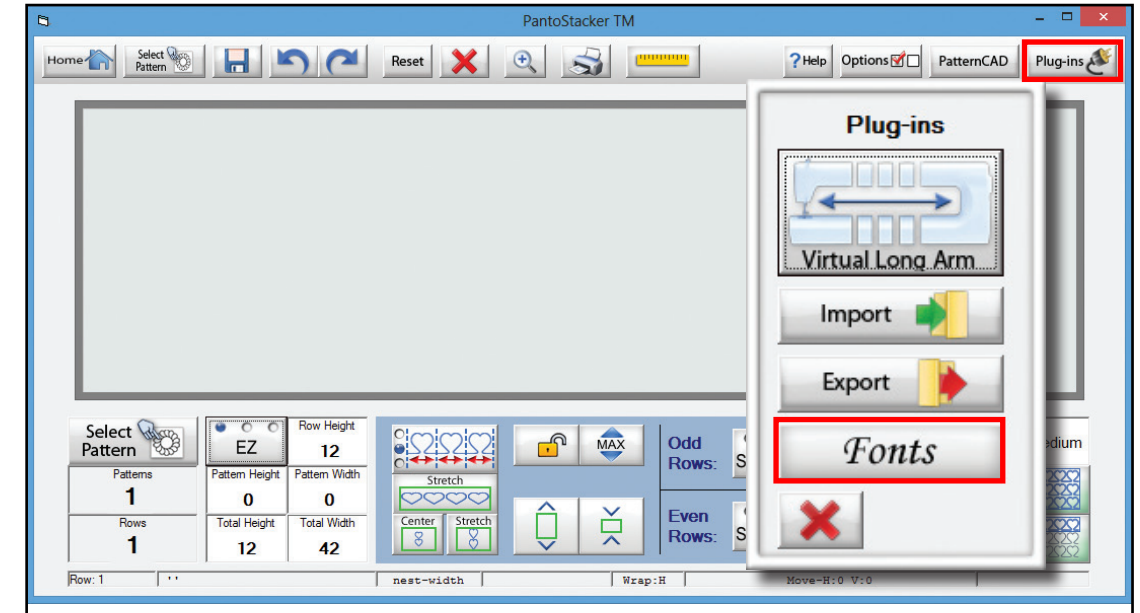 PantoStacker TM
Home Select Pattern Reset ?Help Options PatternCAD Plug-ins
Plug-ins
Virtual Long Arm
Import
Export
Fonts
Select Pattern
EZ
Row Height
12
MAX
Odd Rows:
S
Patterns
1
Pattern Height
0
Pattern Width
0
Stretch
Rows
1
Total Height
12
Total Width
42
Center
Stretch
Even Rows:
S
Row: 1 '' nest-width Wrap:H Move-H:0 V:0